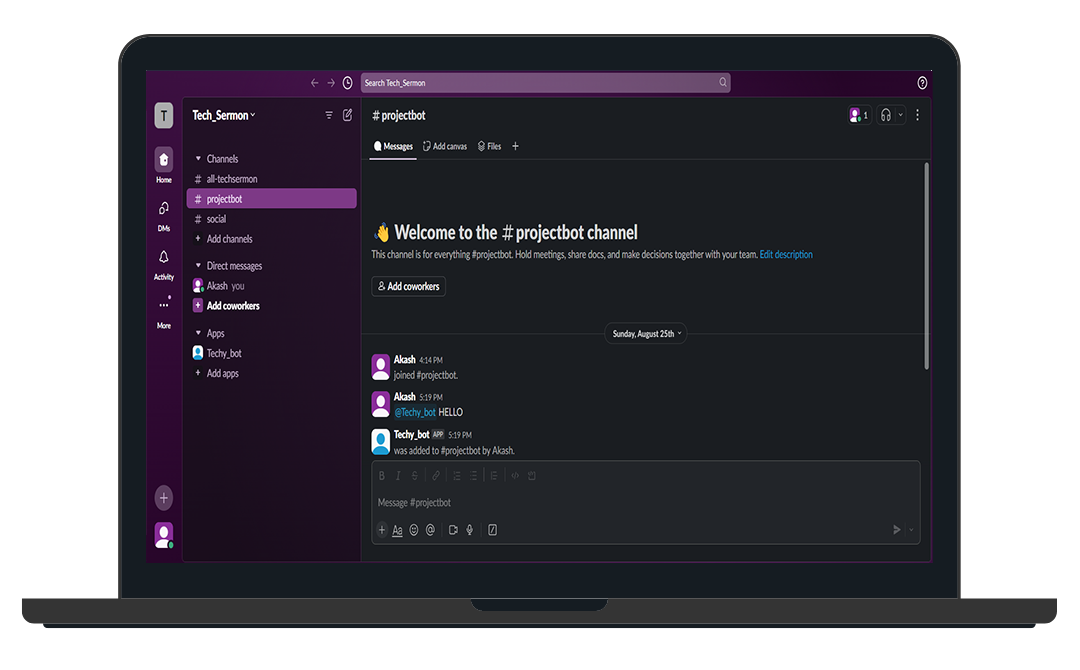 Search Tech_Sermon
T
Home
DMs
Activity
More
Tech_Sermon
Channels
# all-techsermon
# projectbot
# social
+ Add channels
Direct messages
Akash you
+ Add coworkers
Apps
Techy_bot
+ Add apps
# projectbot
1
Messages Add canvas Files +
Welcome to the # projectbot channel
This channel is for everything #projectbot. Hold meetings, share docs, and make decisions together with your team. Edit description
Add coworkers
Sunday, August 25th
Akash 4:14 PM
joined #projectbot.
Akash 5:19 PM
@Techy_bot HELLO
Techy_bot APP 5:19 PM
was added to #projectbot by Akash.
B I S
Message #projectbot
+ Aa @